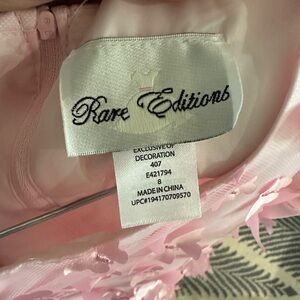 Rare Editions
EXCLUSIVE OF
DECORATION
407
E421794
8
MADE IN CHINA
UPC#194170709570